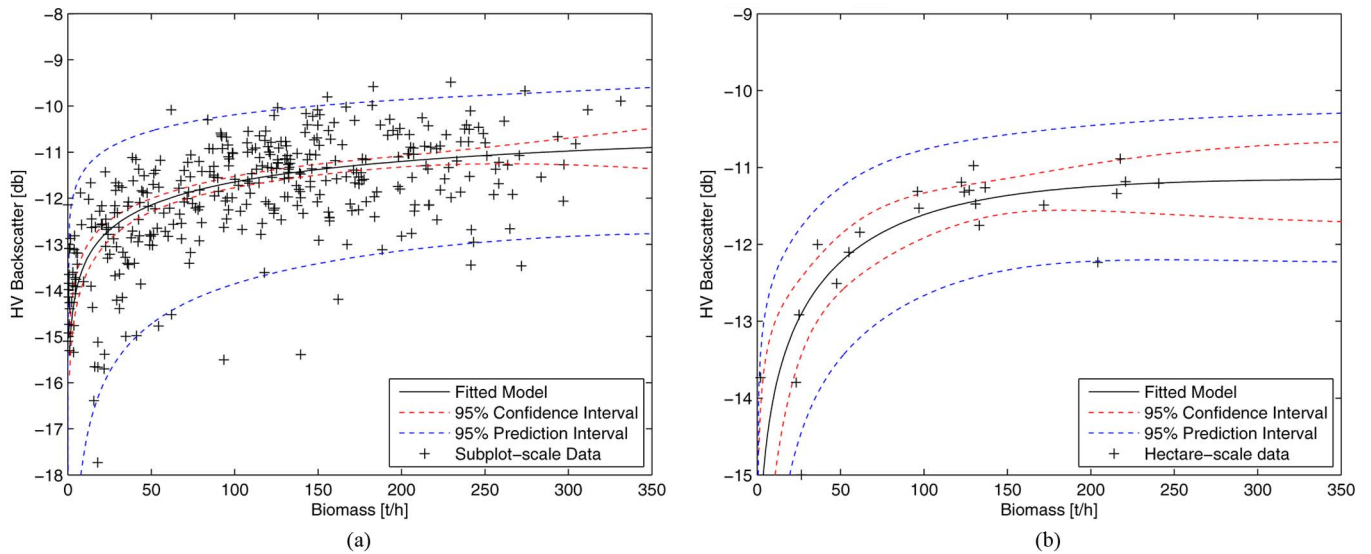 −8
−9
−10
−11
−12
−13
−14
−15
−16
−17
−18
HV Backscatter [db]
0 50 100 150 200 250 300 350
Biomass [t/h]
Fitted Model
95% Confidence Interval
95% Prediction Interval
Subplot−scale Data
(a)
−9
−10
−11
−12
−13
−14
−15
HV Backscatter [db]
0 50 100 150 200 250 300 350
Biomass [t/h]
Fitted Model
95% Confidence Interval
95% Prediction Interval
Hectare−scale data
(b)